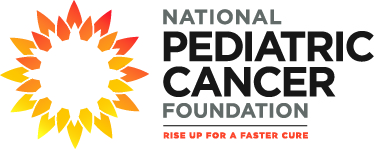 NATIONAL
PEDIATRIC
CANCER
FOUNDATION
RISE UP FOR A FASTER CURE